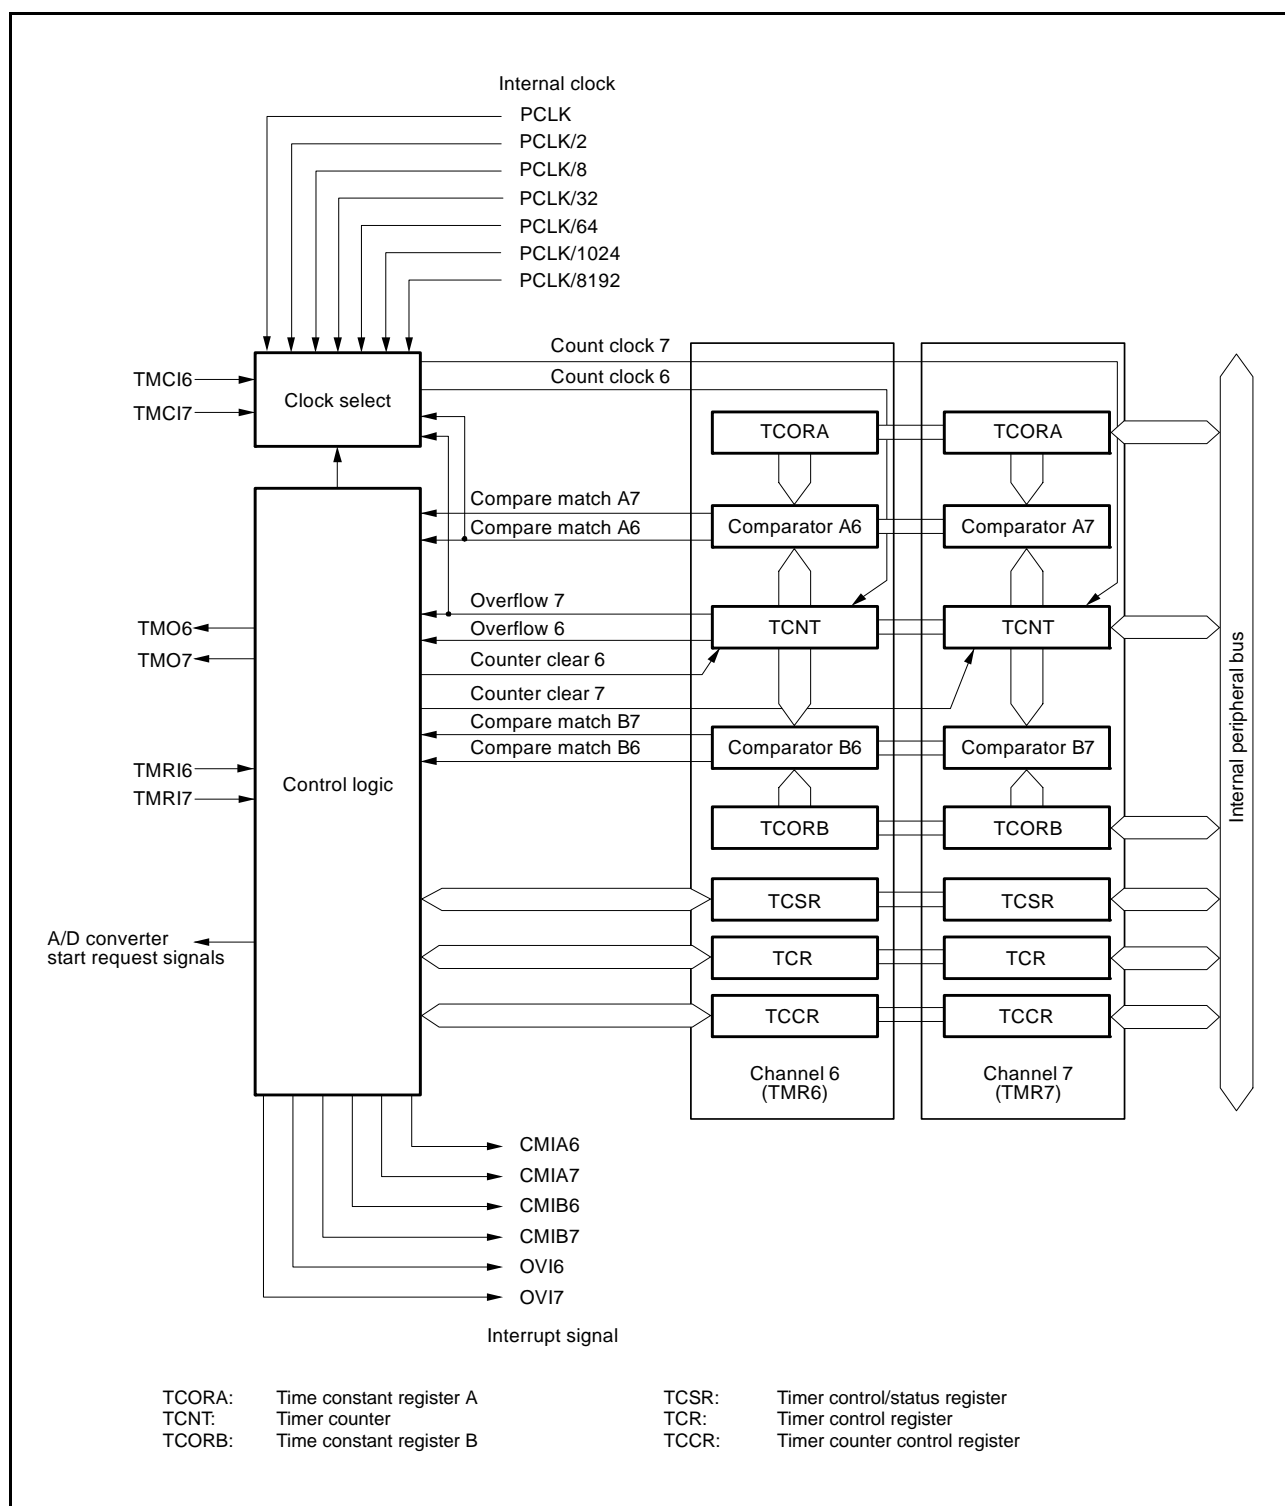 Internal clock
PCLK
PCLK/2
PCLK/8
PCLK/32
PCLK/64
PCLK/1024
PCLK/8192
Count clock 7
Count clock 6
TMCI6
TMCI7
Clock select
TCORA
TCORA
Compare match A7
Compare match A6
Comparator A6
Comparator A7
Overflow 7
Overflow 6
TCNT
TCNT
TMO6
TMO7
Counter clear 6
Counter clear 7
Compare match B7
Compare match B6
Comparator B6
Comparator B7
TMRI6
TMRI7
Control logic
TCORB
TCORB
TCSR
TCSR
A/D converter
start request signals
TCR
TCR
TCCR
TCCR
Channel 6
(TMR6)
Channel 7
(TMR7)
Internal peripheral bus
CMIA6
CMIA7
CMIB6
CMIB7
OVI6
OVI7
Interrupt signal
TCORA: Time constant register A
TCNT: Timer counter
TCORB: Time constant register B
TCSR: Timer control/status register
TCR: Timer control register
TCCR: Timer counter control register